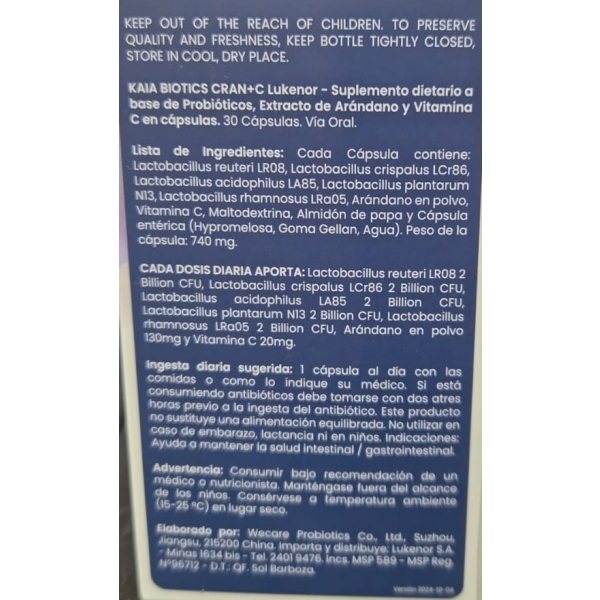 KEEP OUT OF THE REACH OF CHILDREN. TO PRESERVE
QUALITY AND FRESHNESS, KEEP BOTTLE TIGHTLY CLOSED,
STORE IN COOL, DRY PLACE.
KAIA BIOTICS CRAN+C Lukenor - Suplemento dietario a
base de Probióticos, Extracto de Arándano y Vitamina
C en cápsulas. 30 Cápsulas. Vía Oral.
Lista de Ingredientes: Cada Cápsula contiene:
Lactobacillus reuteri LR08, Lactobacillus crispalus LCr86,
Lactobacillus acidophilus LA85, Lactobacillus plantarum
N13, Lactobacillus rhamnosus LRa05, Arándano en polvo,
Vitamina C, Maltodextrina, Almidón de papa y Cápsula
entérica (Hypromelosa, Goma Gellan, Agua). Peso de la
cápsula: 740 mg.
CADA DOSIS DIARIA APORTA: Lactobacillus reuteri LR08 2
Billion CFU, Lactobacillus crispalus LCr86 2 Billion CFU,
Lactobacillus acidophilus LA85 2 Billion CFU,
Lactobacillus plantarum N13 2 Billion CFU, Lactobacillus
rhamnosus LRa05 2 Billion CFU, Arándano en polvo
130mg y Vitamina C 20mg.
Ingesta diaria sugerida: 1 cápsula al día con las
comidas o como lo indique su médico. Si está
consumiendo antibióticos debe tomarse con dos atres
horas previo a la ingesta del antibiótico. Este producto
no sustituye una alimentación equilibrada. No utilizar en
caso de embarazo, lactancia ni en niños. Indicaciones:
Ayuda a mantener la salud intestinal / gastrointestinal.
Advertencia: Consumir bajo recomendación de un
médico o nutricionista. Manténgase fuera del alcance
de los niños. Consérvese a temperatura ambiente
(15-25 ºC) en lugar seco.
Elaborado por: Wecare Probiotics Co., Ltd., Suzhou,
Jiangsu, 215200 China. Importa y distribuye: Lukenor S.A.
- Minas 1634 bis - Tel. 2401 9476. Incs. MSP 589 - MSP Reg.
Nº96712 - D.T.: QF. Sol Barboza.
Versión 2024-10-04